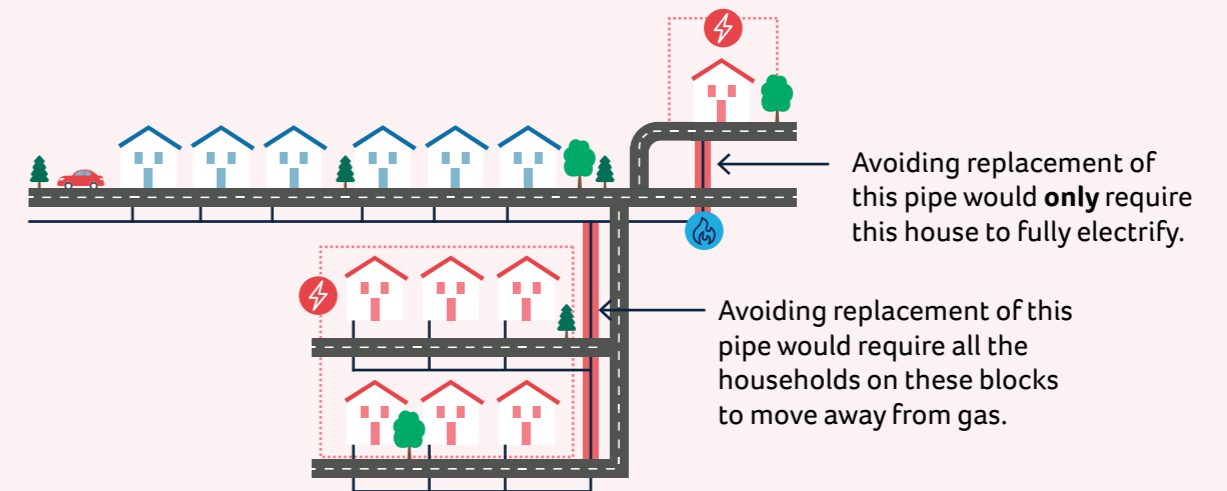 Avoiding replacement of
this pipe would only require
this house to fully electrify.
Avoiding replacement of this
pipe would require all the
households on these blocks
to move away from gas.